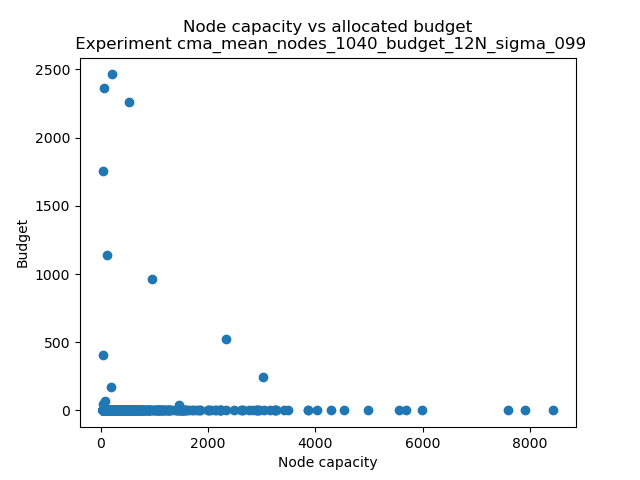 Node capacity vs allocated budget
Experiment cma_mean_nodes_1040_budget_12N_sigma_099
2500
2000
1500
1000
500
0
Budget
0 2000 4000 6000 8000
Node capacity